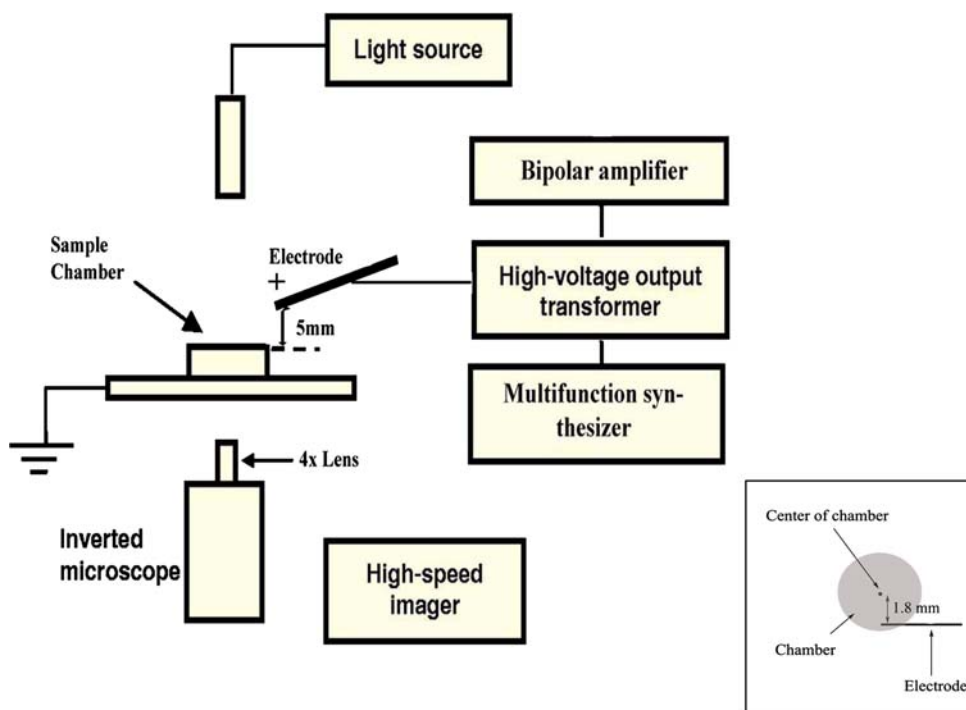 Light source
Bipolar amplifier
Sample
Chamber
Electrode
+
High-voltage output
transformer
5mm
Multifunction syn-
thesizer
4x Lens
Inverted
microscope
High-speed
imager
Center of chamber
1.8 mm
Chamber
Electrode